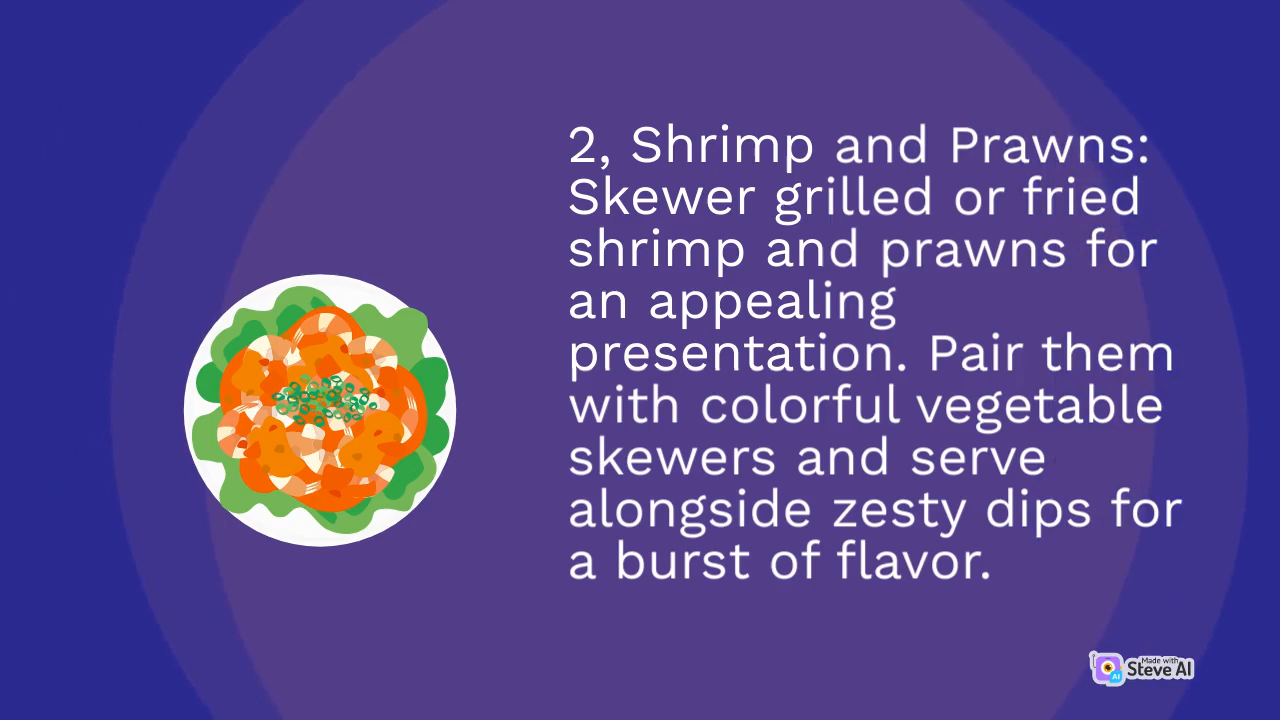 2, Shrimp and Prawns:
Skewer grilled or fried
shrimp and prawns for
an appealing
presentation. Pair them
with colorful vegetable
skewers and serve
alongside zesty dips for
a burst of flavor.
Made with
Steve AI
AI